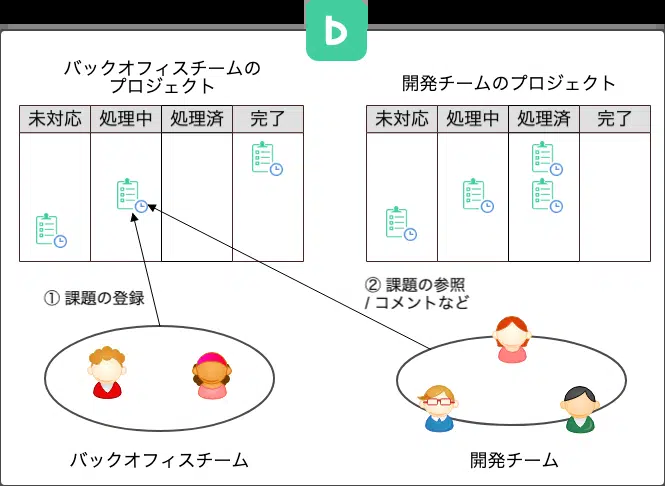 b
バックオフィスチームの
プロジェクト
未対応 処理中 処理済 完了
① 課題の登録
バックオフィスチーム
開発チームのプロジェクト
未対応 処理中 処理済 完了
② 課題の参照
/ コメントなど
開発チーム